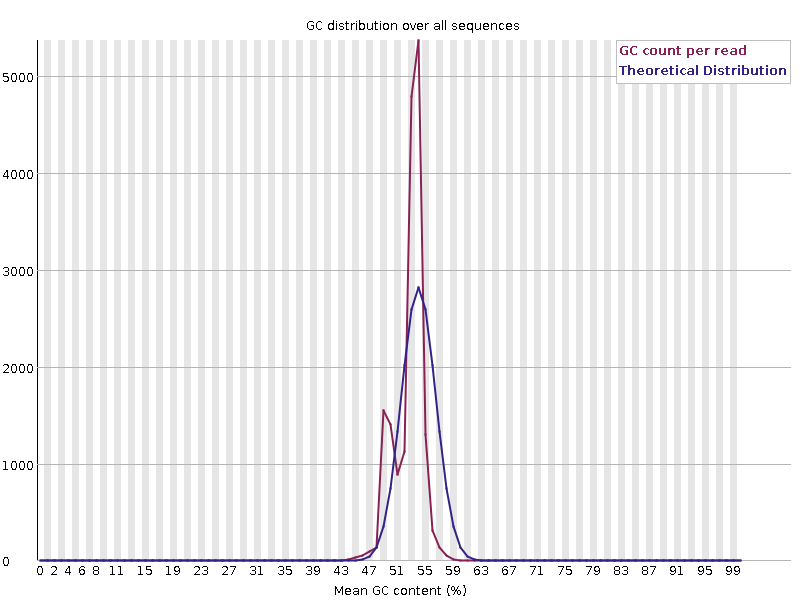 GC distribution over all sequences
GC count per read
Theoretical Distribution
5000
4000
3000
2000
1000
0
0 2 4 6 8 11 15 19 23 27 31 35 39 43 47 51 55 59 63 67 71 75 79 83 87 91 95 99
Mean GC content (%)